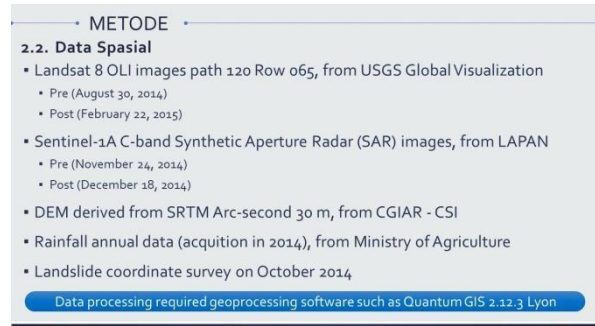 METODE
2.2. Data Spasial
▪ Landsat 8 OLI images path 120 Row 065, from USGS Global Visualization
▪ Pre (August 30, 2014)
▪ Post (February 22, 2015)
▪ Sentinel-1A C-band Synthetic Aperture Radar (SAR) images, from LAPAN
▪ Pre (November 24, 2014)
▪ Post (December 18, 2014)
▪ DEM derived from SRTM Arc-second 30 m, from CGIAR - CSI
▪ Rainfall annual data (acquition in 2014), from Ministry of Agriculture
▪ Landslide coordinate survey on October 2014
Data processing required geoprocessing software such as Quantum GIS 2.12.3 Lyon